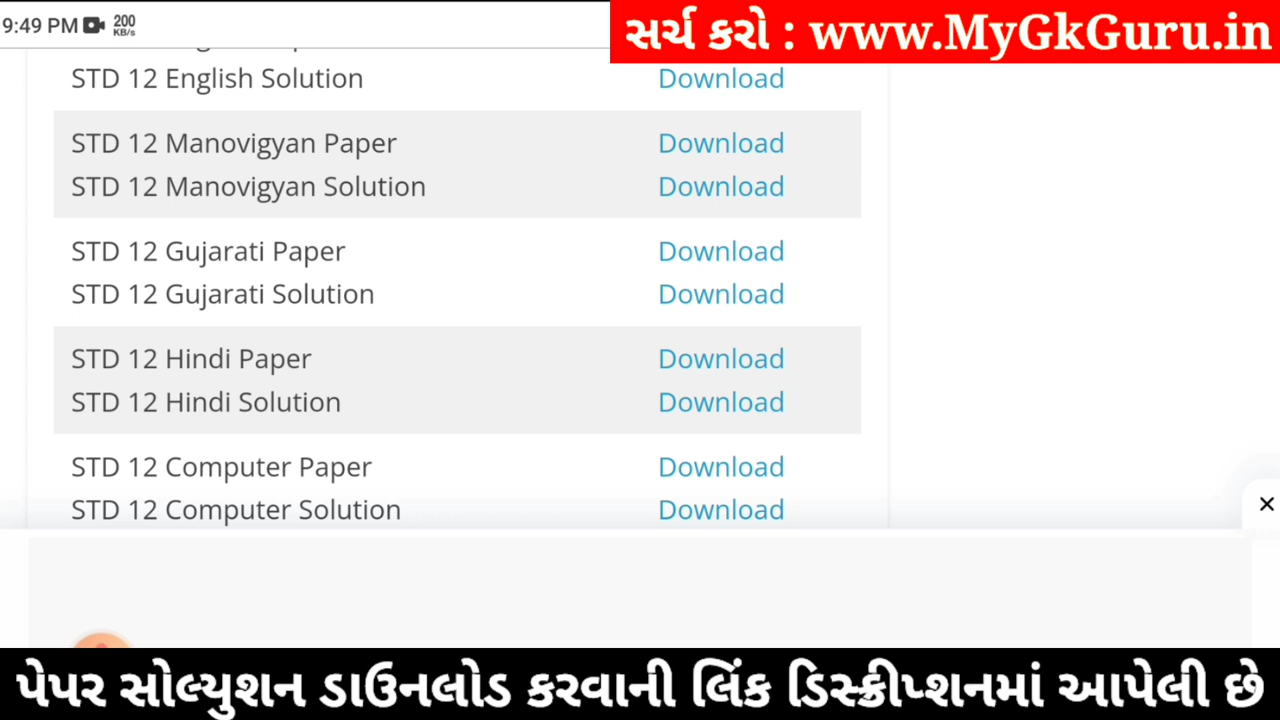 9:49 PM 200 KB/s
સર્ચ કરો : www.MyGkGuru.in
STD 12 English Solution Download
STD 12 Manovigyan Paper Download
STD 12 Manovigyan Solution Download
STD 12 Gujarati Paper Download
STD 12 Gujarati Solution Download
STD 12 Hindi Paper Download
STD 12 Hindi Solution Download
STD 12 Computer Paper Download
STD 12 Computer Solution Download
પેપર સોલ્યુશન ડાઉનલોડ કરવાની લિંક ડિસ્ક્રીપ્શનમાં આપેલી છે